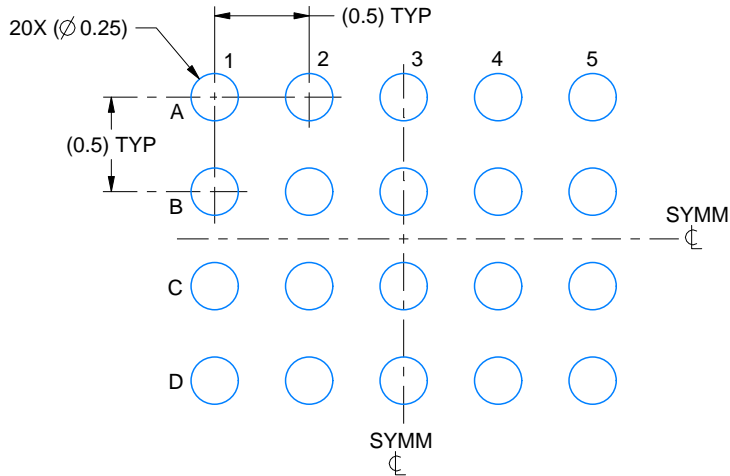 (0.5) TYP
20X (∅ 0.25)
1 2 3 4 5
A
(0.5) TYP
B
SYMM
℄
C
D
SYMM
℄